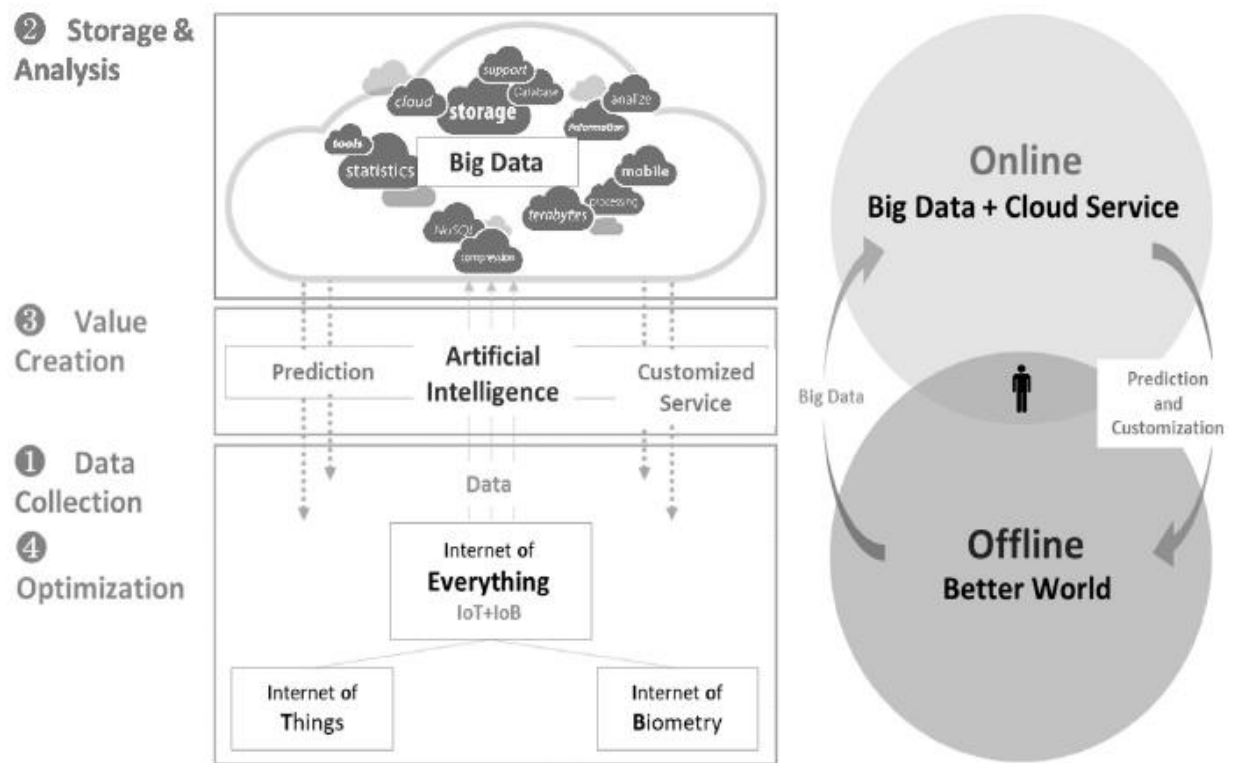 ❷ Storage &
Analysis
support
Database
cloud
storage
analize
information
tools
statistics
Big Data
mobile
processing
terabytes
NoSQL
compression
❸ Value
Creation
Prediction
Artificial
Intelligence
Customized
Service
❶ Data
Collection
❹
Optimization
Data
Internet of
Everything
IoT+IoB
Internet of
Things
Internet of
Biometry
Online
Big Data + Cloud Service
Big Data
Prediction
and
Customization
Offline
Better World